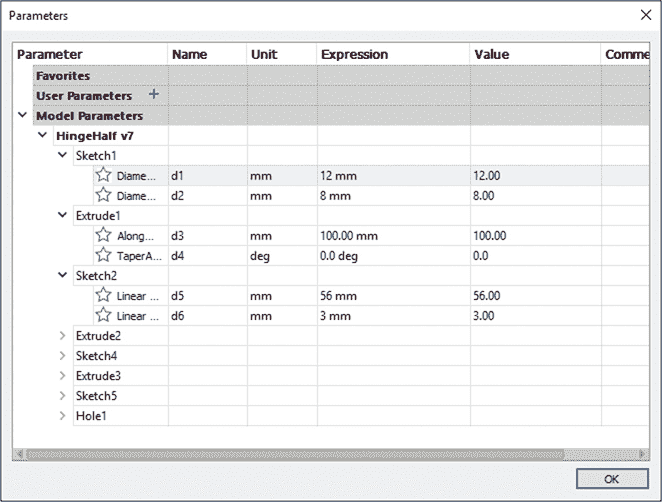 Parameters
Parameter Name Unit Expression Value Comme
Favorites
User Parameters +
Model Parameters
HingeHalf v7
Sketch1
Diame... d1 mm 12 mm 12.00
Diame... d2 mm 8 mm 8.00
Extrude1
Along... d3 mm 100.00 mm 100.00
TaperA... d4 deg 0.0 deg 0.0
Sketch2
Linear ... d5 mm 56 mm 56.00
Linear ... d6 mm 3 mm 3.00
Extrude2
Sketch4
Extrude3
Sketch5
Hole1
OK